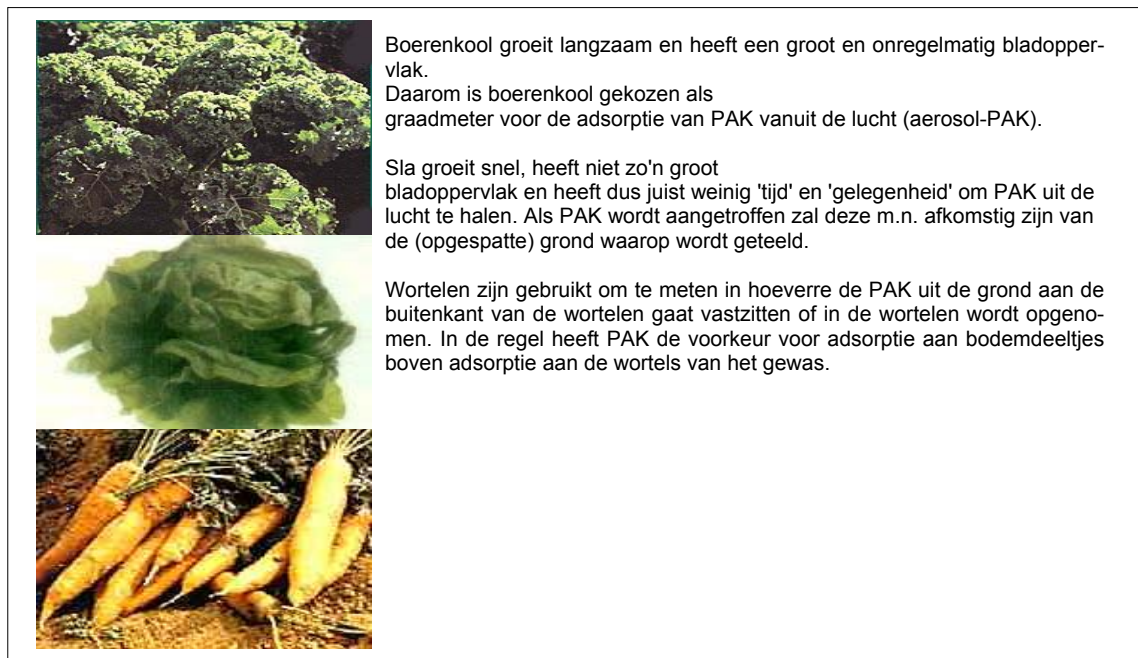 Boerenkool groeit langzaam en heeft een groot en onregelmatig bladopper-
vlak.
Daarom is boerenkool gekozen als
graadmeter voor de adsorptie van PAK vanuit de lucht (aerosol-PAK).
Sla groeit snel, heeft niet zo'n groot
bladoppervlak en heeft dus juist weinig 'tijd' en 'gelegenheid' om PAK uit de
lucht te halen. Als PAK wordt aangetroffen zal deze m.n. afkomstig zijn van
de (opgespatte) grond waarop wordt geteeld.
Wortelen zijn gebruikt om te meten in hoeverre de PAK uit de grond aan de
buitenkant van de wortelen gaat vastzitten of in de wortelen wordt opgeno-
men. In de regel heeft PAK de voorkeur voor adsorptie aan bodemdeeltjes
boven adsorptie aan de wortels van het gewas.